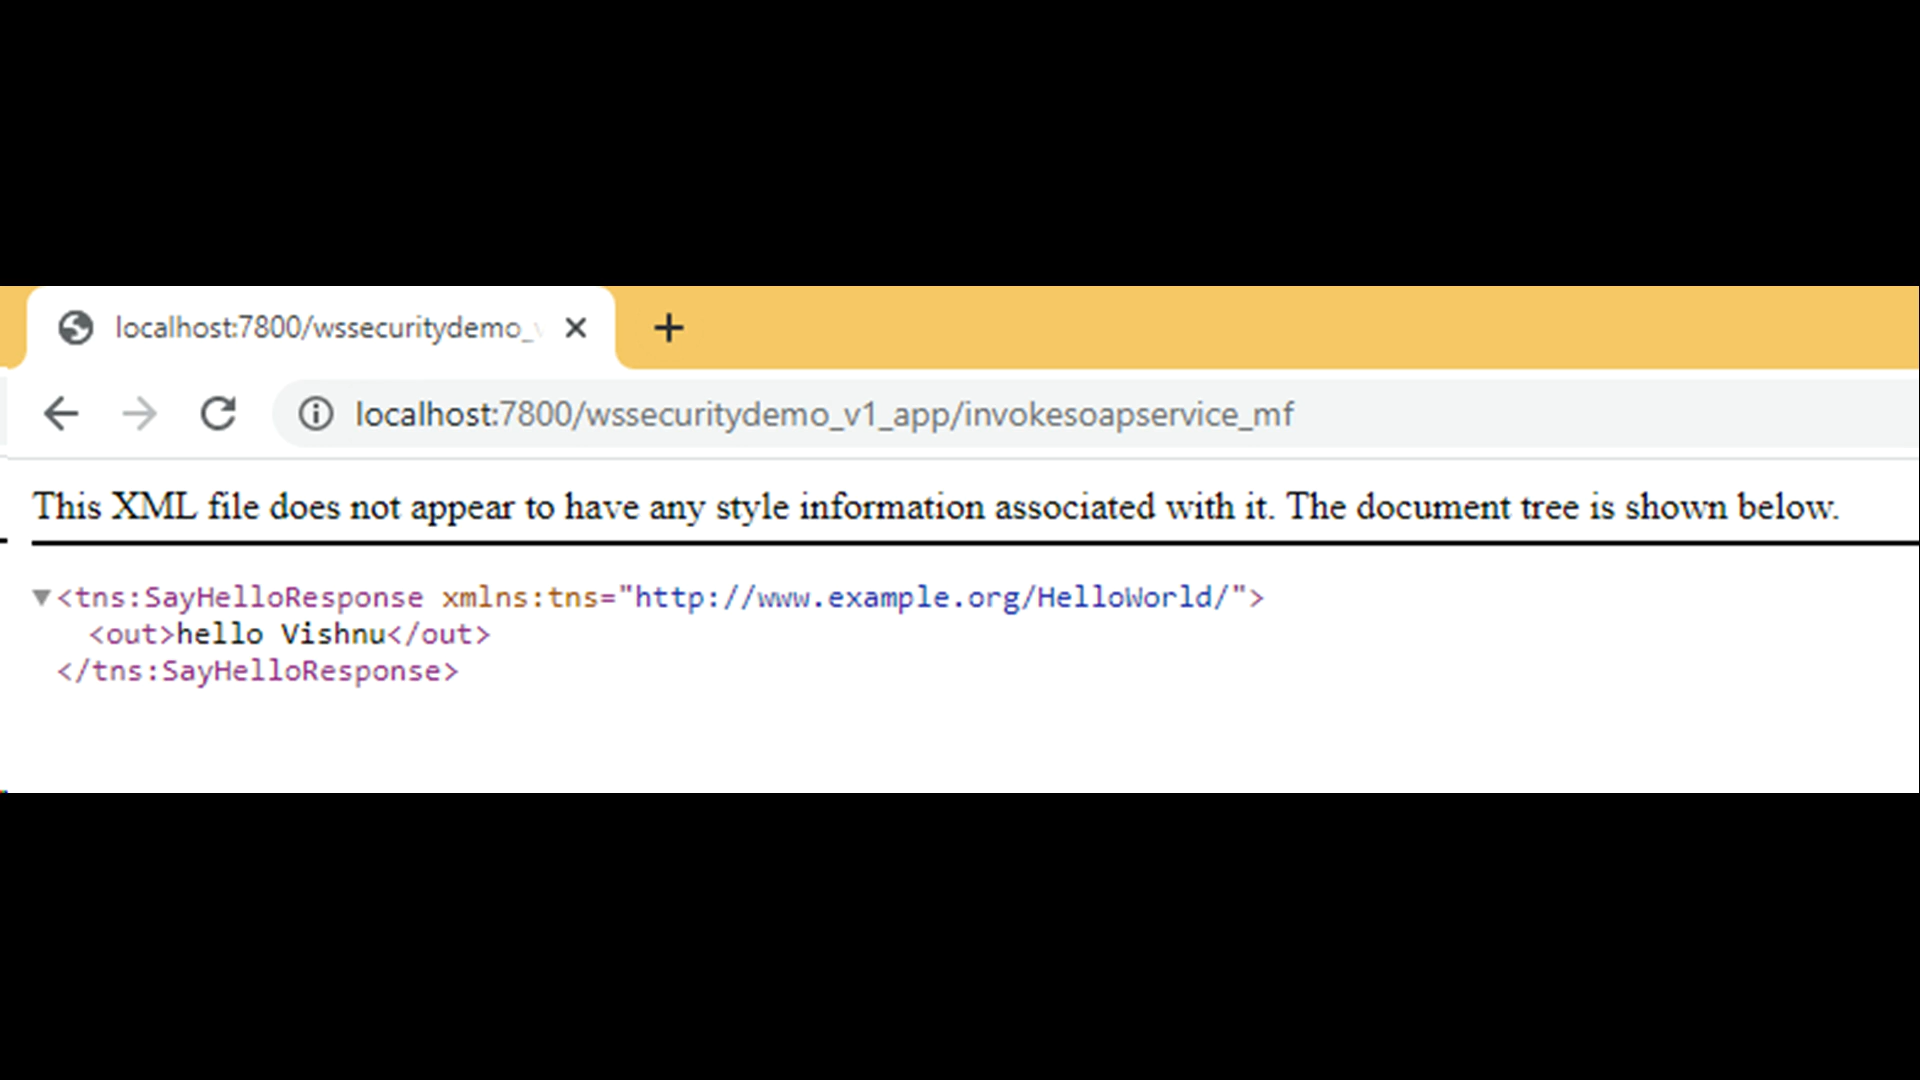 localhost:7800/wssecuritydemo_
localhost:7800/wssecuritydemo_v1_app/invokesoapservice_mf
This XML file does not appear to have any style information associated with it. The document tree is shown below.
<tns:SayHelloResponse xmlns:tns="http://www.example.org/HelloWorld/">
<out>hello Vishnu</out>
</tns:SayHelloResponse>